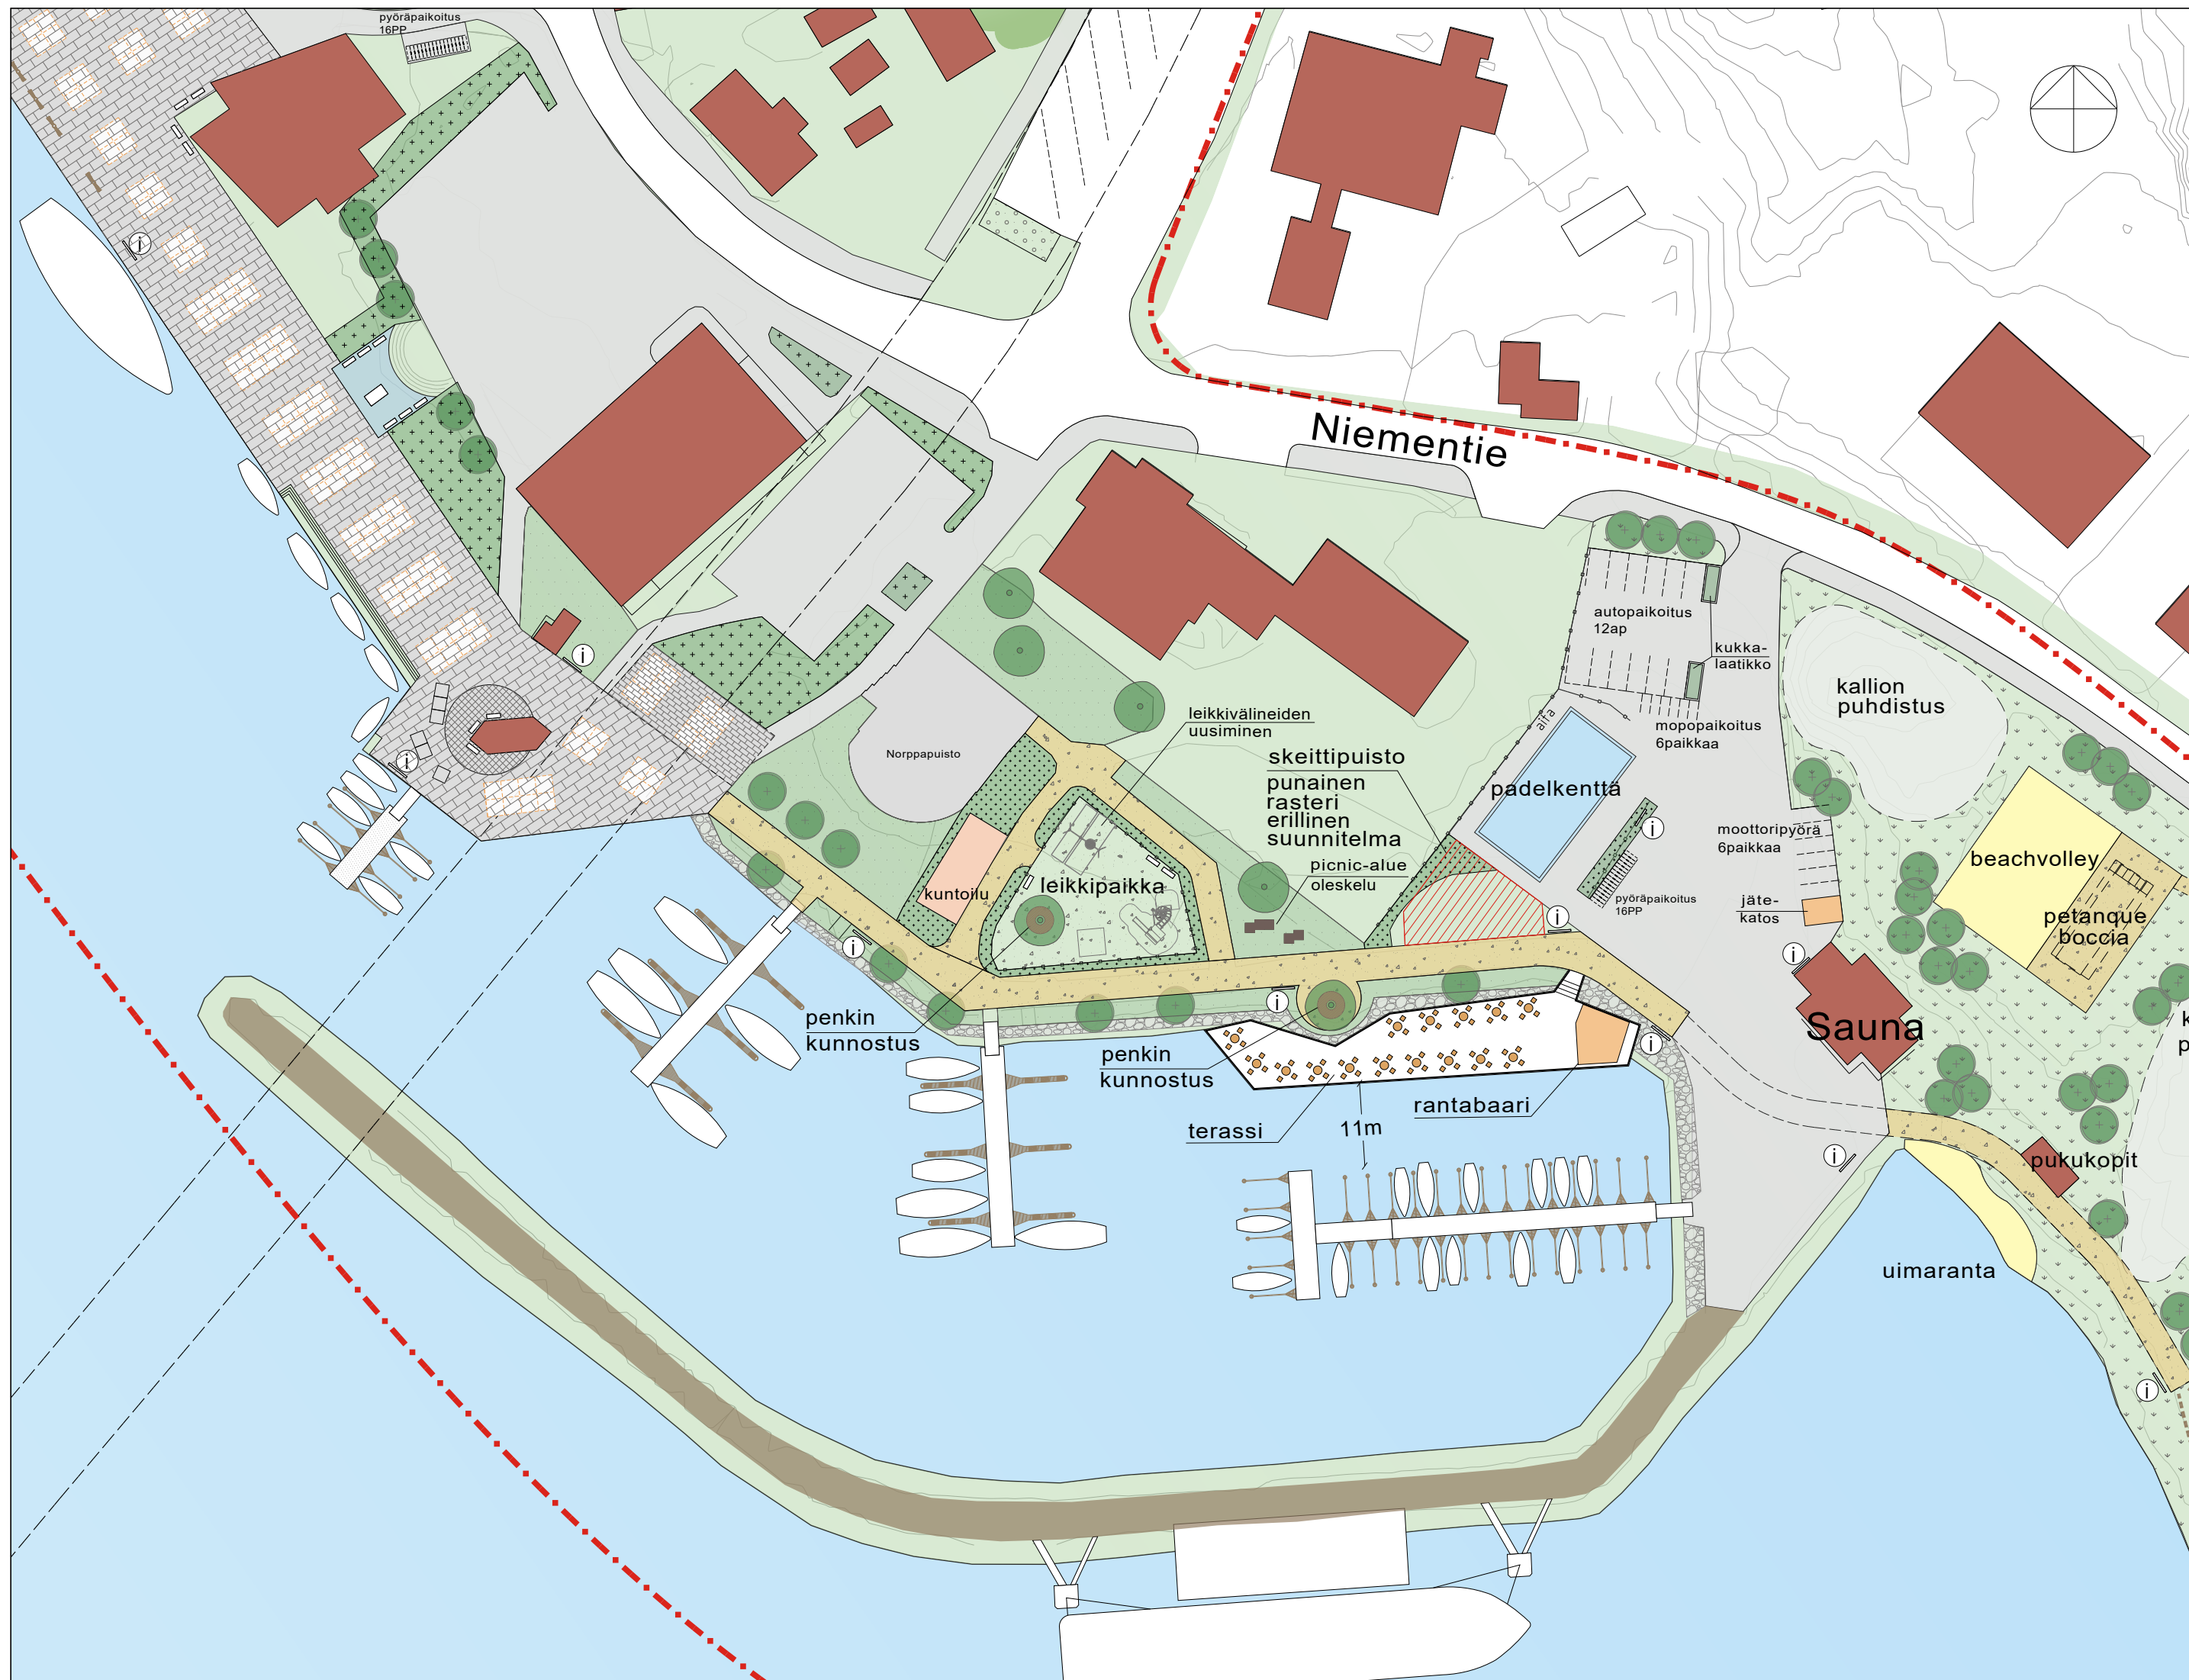 pyöräpaikoitus
16PP
i
Niementie
i
autopaikoitus
12ap
kukka-
laatikko
kallion
puhdistus
leikkivälineiden
uusiminen
aita
mopopaikoitus
6paikkaa
Norppapuisto
i
skeittipuisto
punainen
rasteri
erillinen
suunnitelma
padelkenttä
i
moottoripyörä
6paikkaa
beachvolley
picnic-alue
oleskelu
leikkipaikka
kuntoilu
pyöräpaikoitus
16PP
jäte-
katos
petanque
boccia
i
i
i
i
penkin
kunnostus
Sauna
k
p
i
penkin
kunnostus
rantabaari
terassi
11m
i
pukukopit
uimaranta
i